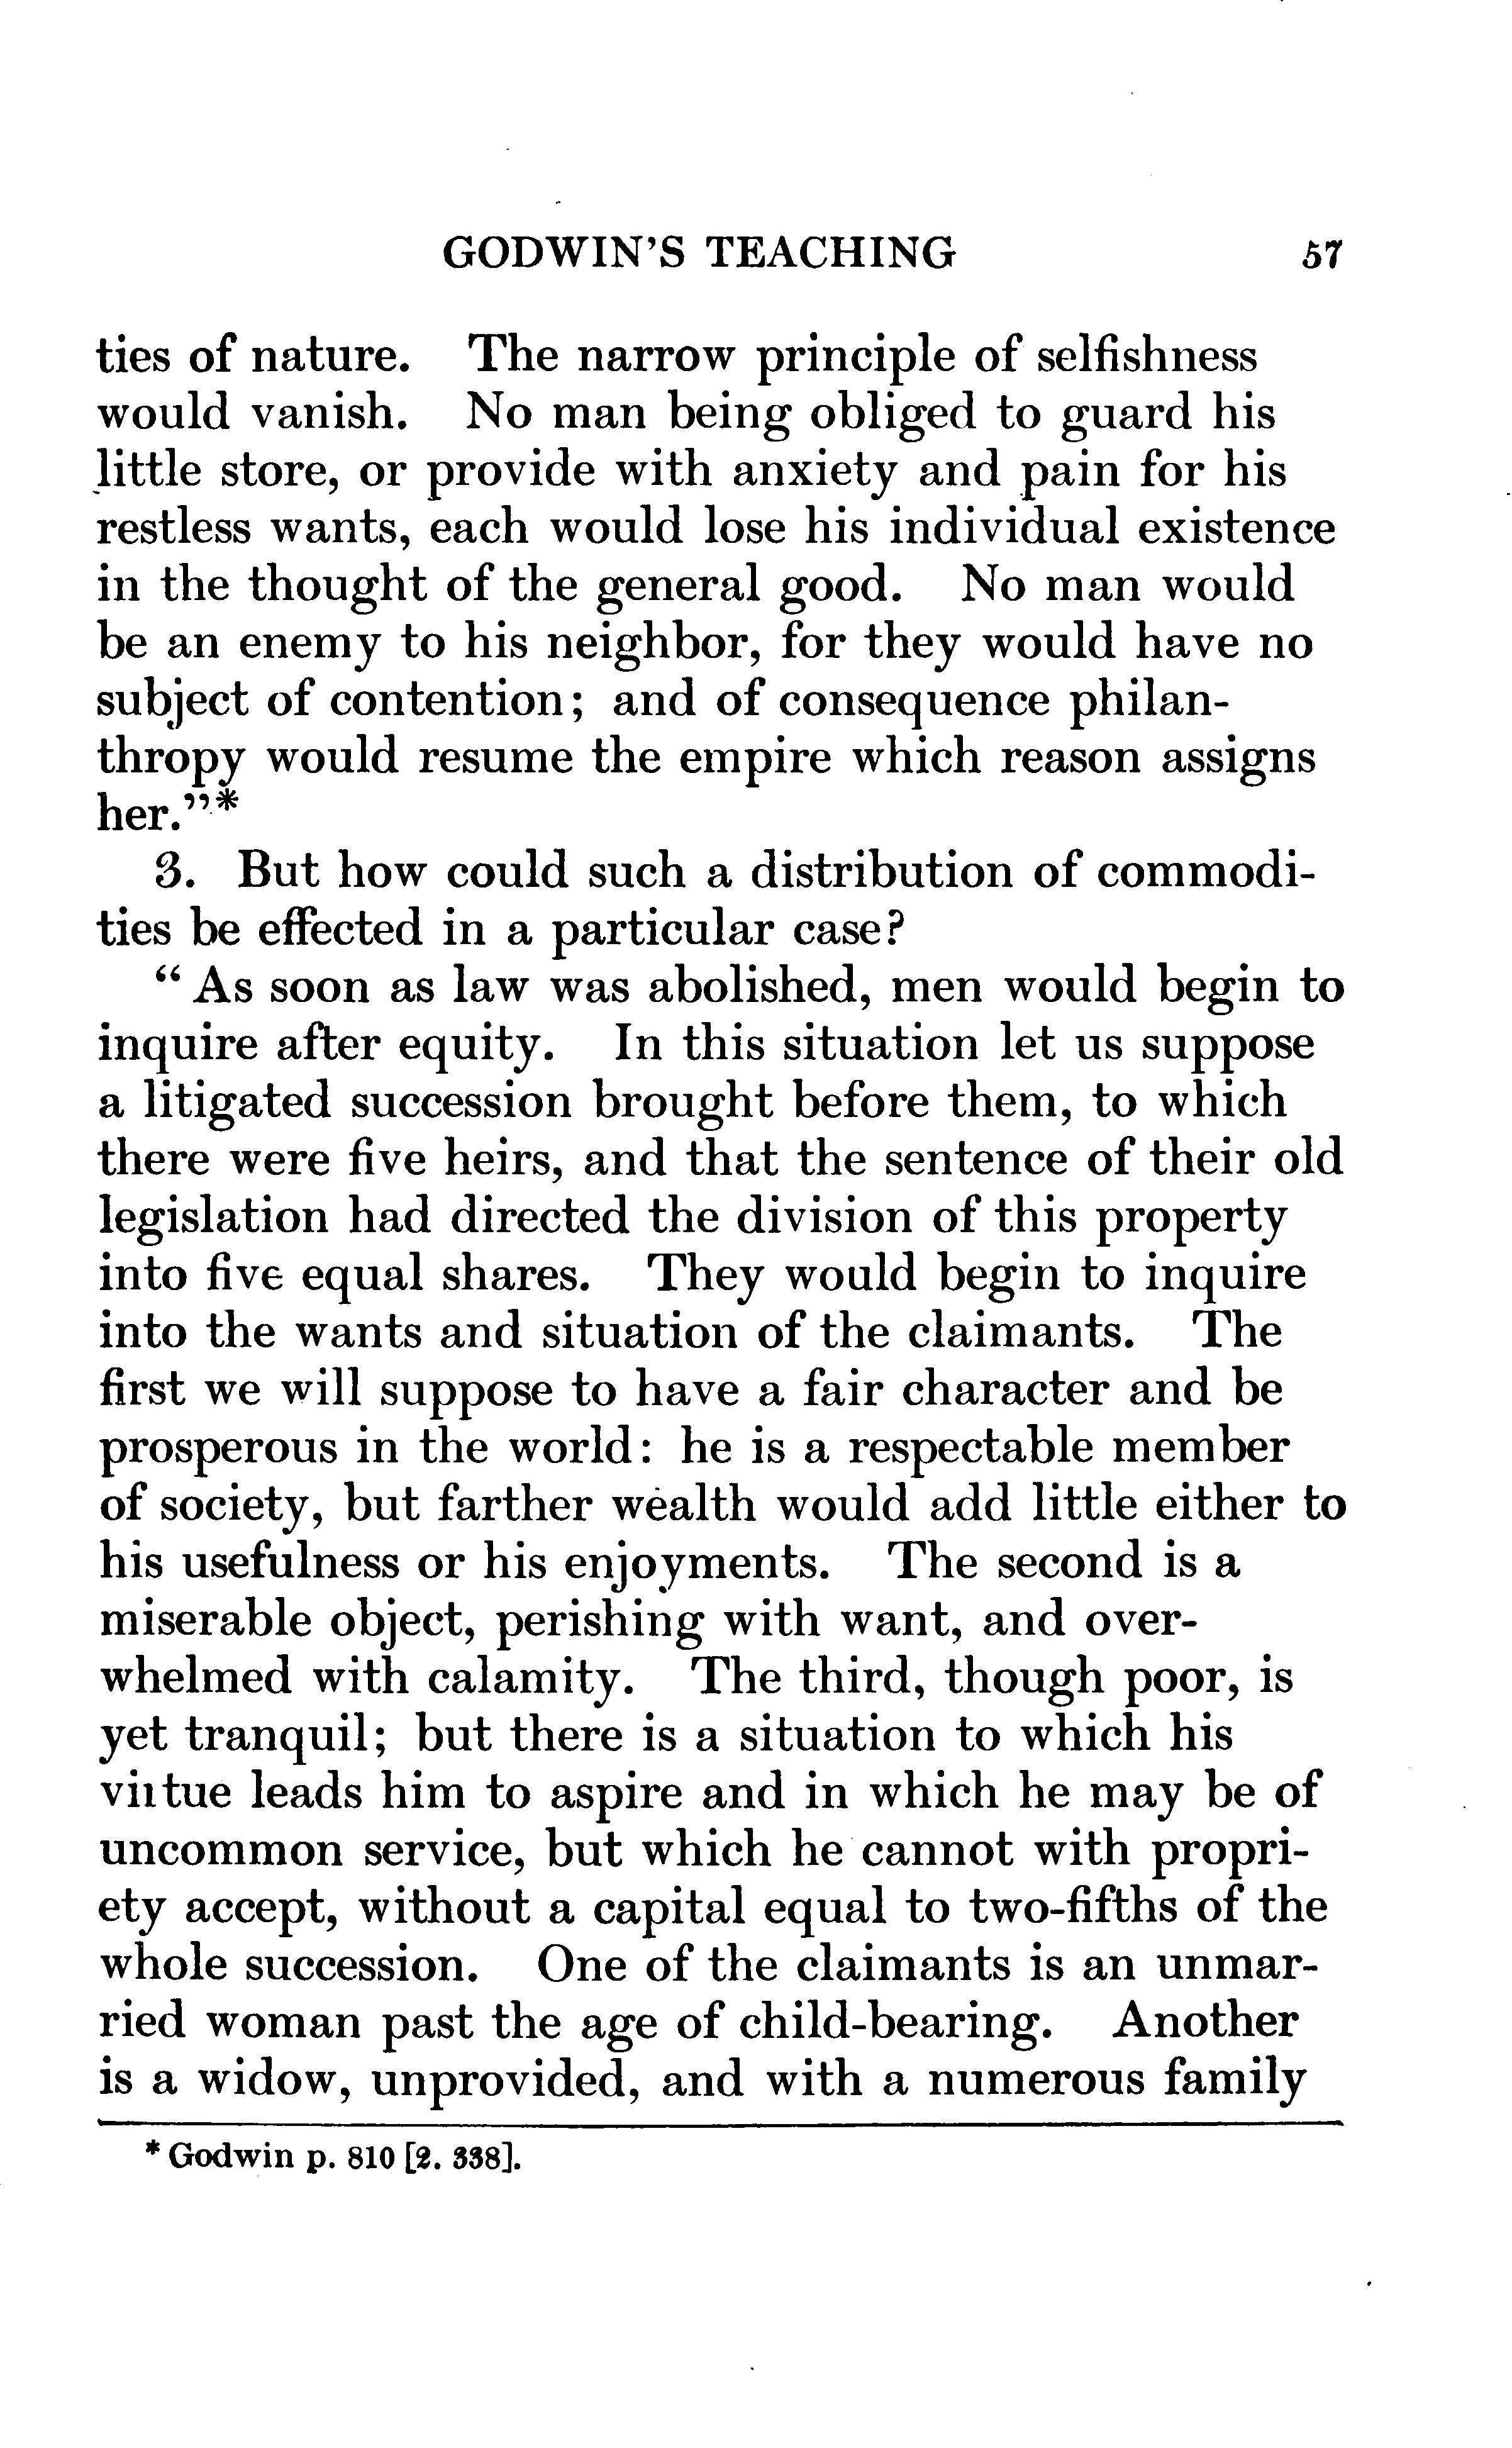 GODWIN'S TEACHING 57
ties of nature. The narrow principle of selfishness
would vanish. No man being obliged to guard his
little store, or provide with anxiety and pain for his
restless wants, each would lose his individual existence
in the thought of the general good. No man would
be an enemy to his neighbor, for they would have no
subject of contention; and of consequence philan-
thropy would resume the empire which reason assigns
her."*
3. But how could such a distribution of commodi-
ties be effected in a particular case?
"As soon as law was abolished, men would begin to
inquire after equity. In this situation let us suppose
a litigated succession brought before them, to which
there were five heirs, and that the sentence of their old
legislation had directed the division of this property
into five equal shares. They would begin to inquire
into the wants and situation of the claimants. The
first we will suppose to have a fair character and be
prosperous in the world: he is a respectable member
of society, but farther wealth would add little either to
his usefulness or his enjoyments. The second is a
miserable object, perishing with want, and over-
whelmed with calamity. The third, though poor, is
yet tranquil; but there is a situation to which his
virtue leads him to aspire and in which he may be of
uncommon service, but which he cannot with propri-
ety accept, without a capital equal to two-fifths of the
whole succession. One of the claimants is an unmar-
ried woman past the age of child-bearing. Another
is a widow, unprovided, and with a numerous family
* Godwin p. 810 [2. 338].